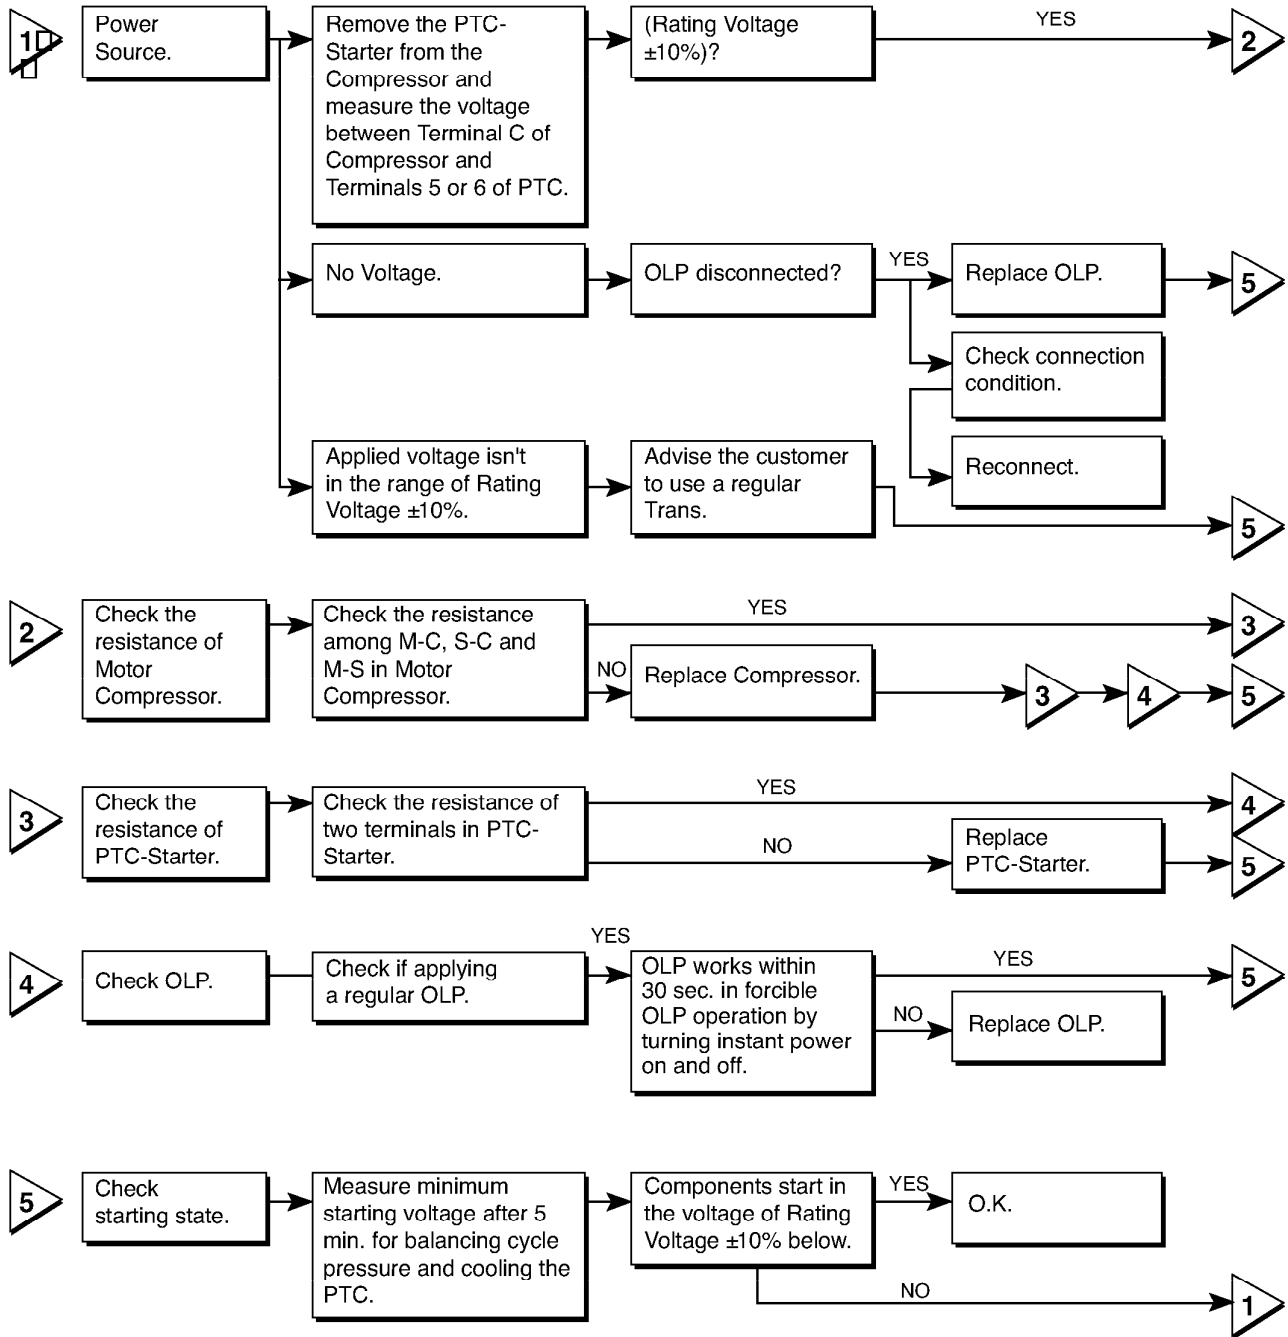 1
Power
Source.
Remove the PTC-
Starter from the
Compressor and
measure the voltage
between Terminal C of
Compressor and
Terminals 5 or 6 of PTC.
(Rating Voltage
±10%)?
YES
2
No Voltage.
OLP disconnected?
YES
Replace OLP.
5
Check connection
condition.
Reconnect.
Applied voltage isn't
in the range of Rating
Voltage ±10%.
Advise the customer
to use a regular
Trans.
5
2
Check the
resistance of
Motor
Compressor.
Check the resistance
among M-C, S-C and
M-S in Motor
Compressor.
YES
3
NO
Replace Compressor.
3
4
5
3
Check the
resistance of
PTC-Starter.
Check the resistance of
two terminals in PTC-
Starter.
YES
4
NO
Replace
PTC-Starter.
5
4
Check OLP.
Check if applying
a regular OLP.
YES
OLP works within
30 sec. in forcible
OLP operation by
turning instant power
on and off.
YES
5
NO
Replace OLP.
5
Check
starting state.
Measure minimum
starting voltage after 5
min. for balancing cycle
pressure and cooling the
PTC.
Components start in
the voltage of Rating
Voltage ±10% below.
YES
O.K.
NO
1